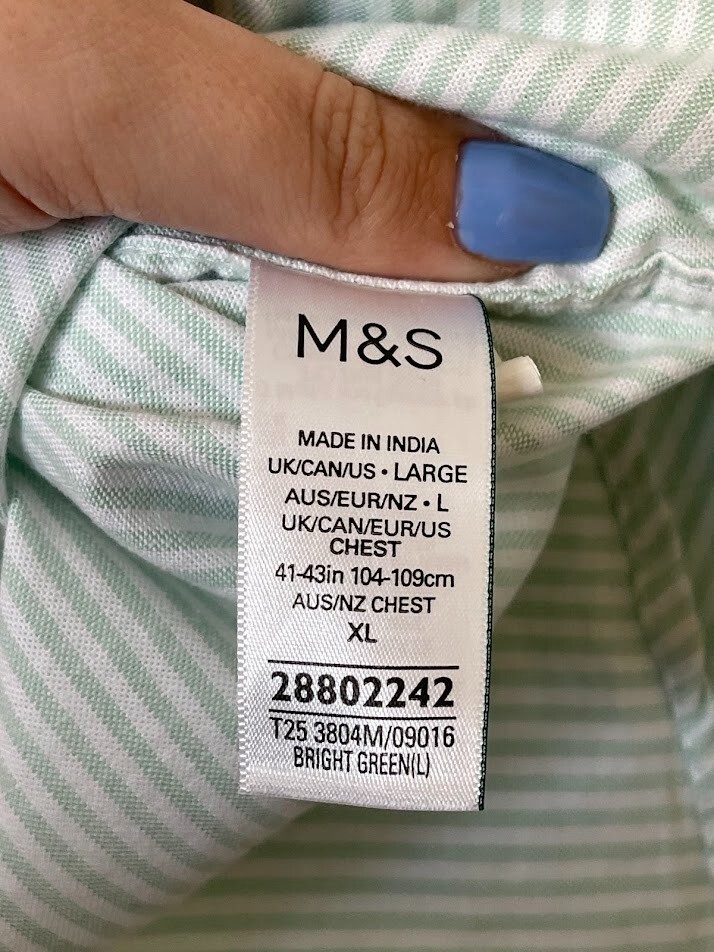 M&S
MADE IN INDIA
UK/CAN/US • LARGE
AUS/EUR/NZ • L
UK/CAN/EUR/US
CHEST
41-43in 104-109cm
AUS/NZ CHEST
XL
28802242
T25 3804M/09016
BRIGHT GREEN(L)